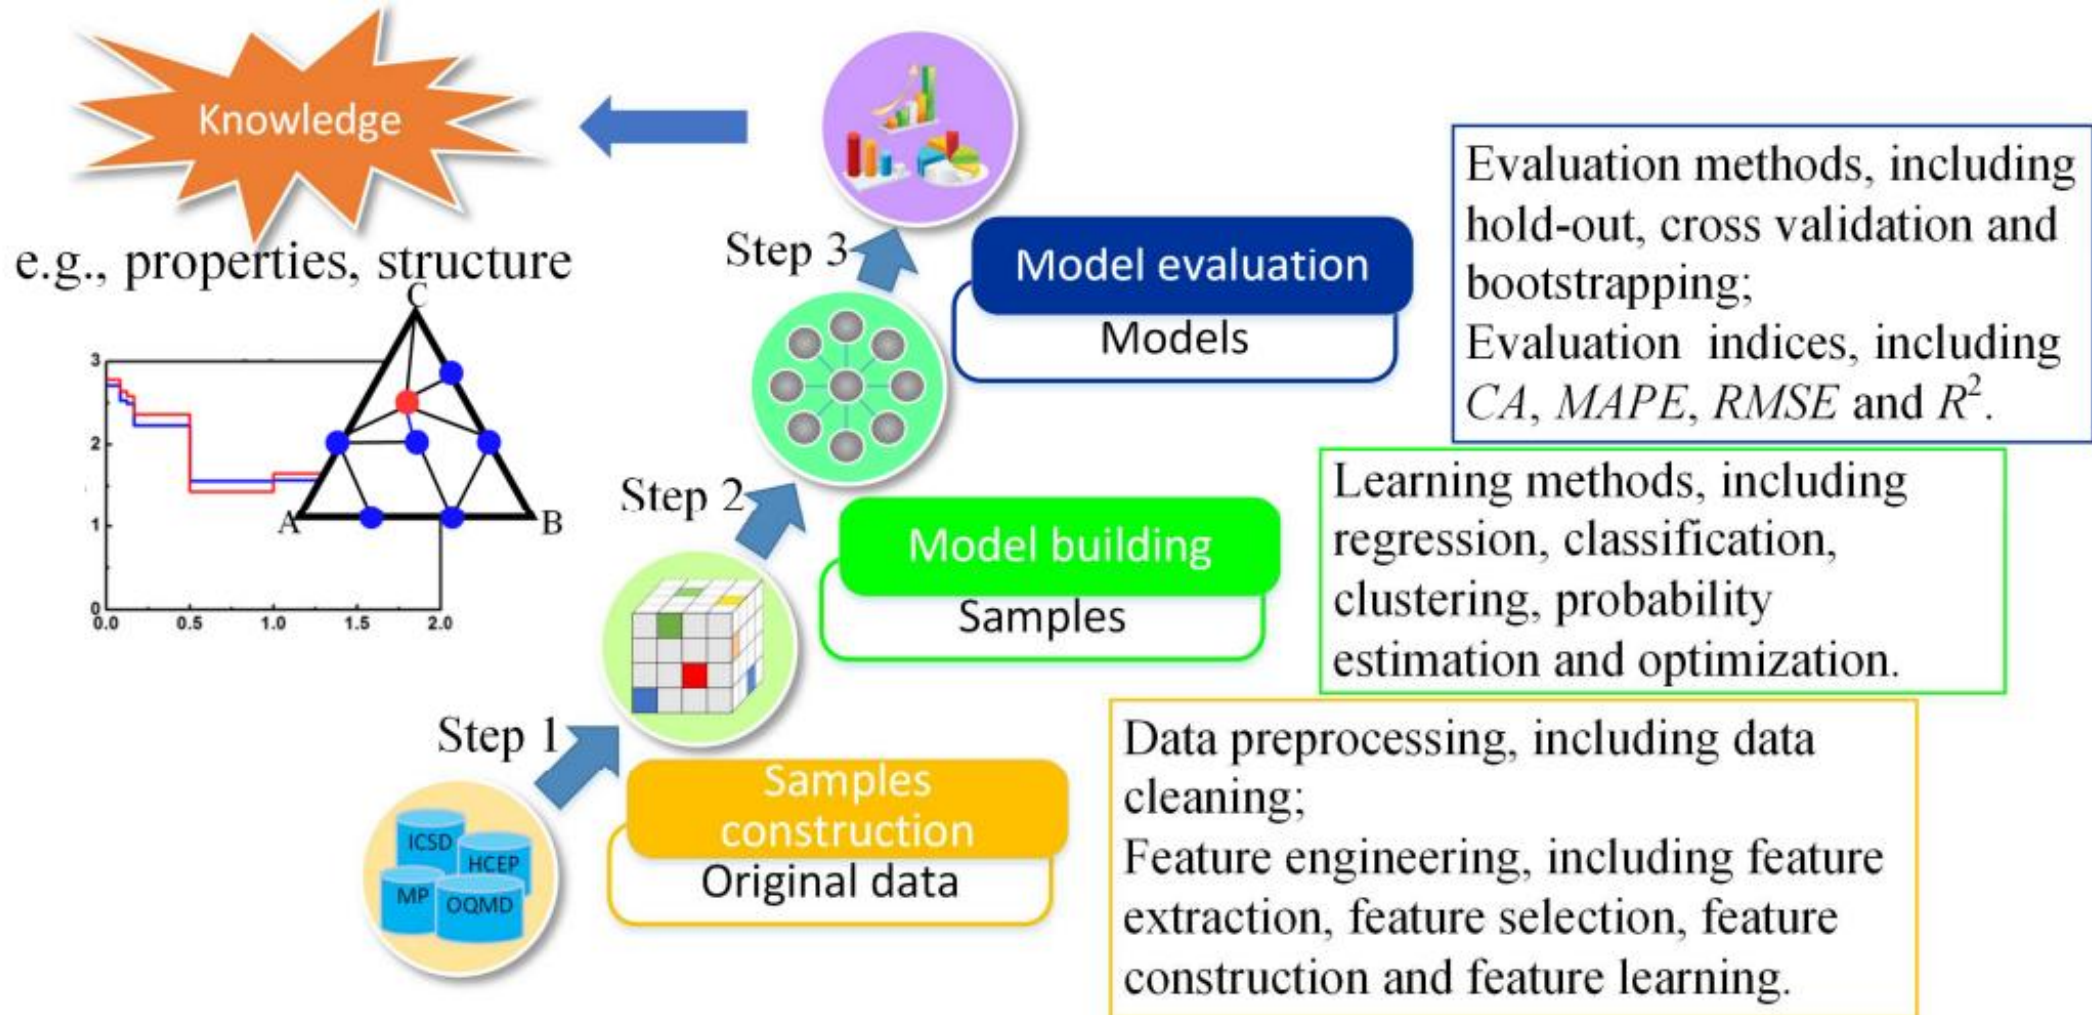 Knowledge
e.g., properties, structure
C
A
B
3
2
1
0
0.0 0.5 1.0 1.5 2.0
Step 3
Model evaluation
Models
Evaluation methods, including
hold-out, cross validation and
bootstrapping;
Evaluation indices, including
CA, MAPE, RMSE and R².
Step 2
Model building
Samples
Learning methods, including
regression, classification,
clustering, probability
estimation and optimization.
Step 1
Samples
construction
Original data
ICSD
HCEP
MP
OQMD
Data preprocessing, including data
cleaning;
Feature engineering, including feature
extraction, feature selection, feature
construction and feature learning.